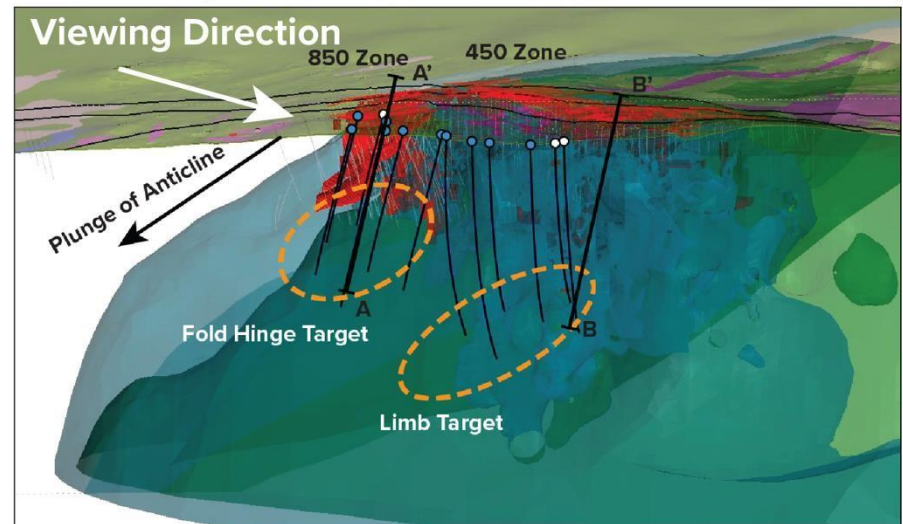 Viewing Direction
850 Zone
450 Zone
A'
B'
Plunge of Anticline
A
B
Fold Hinge Target
Limb Target